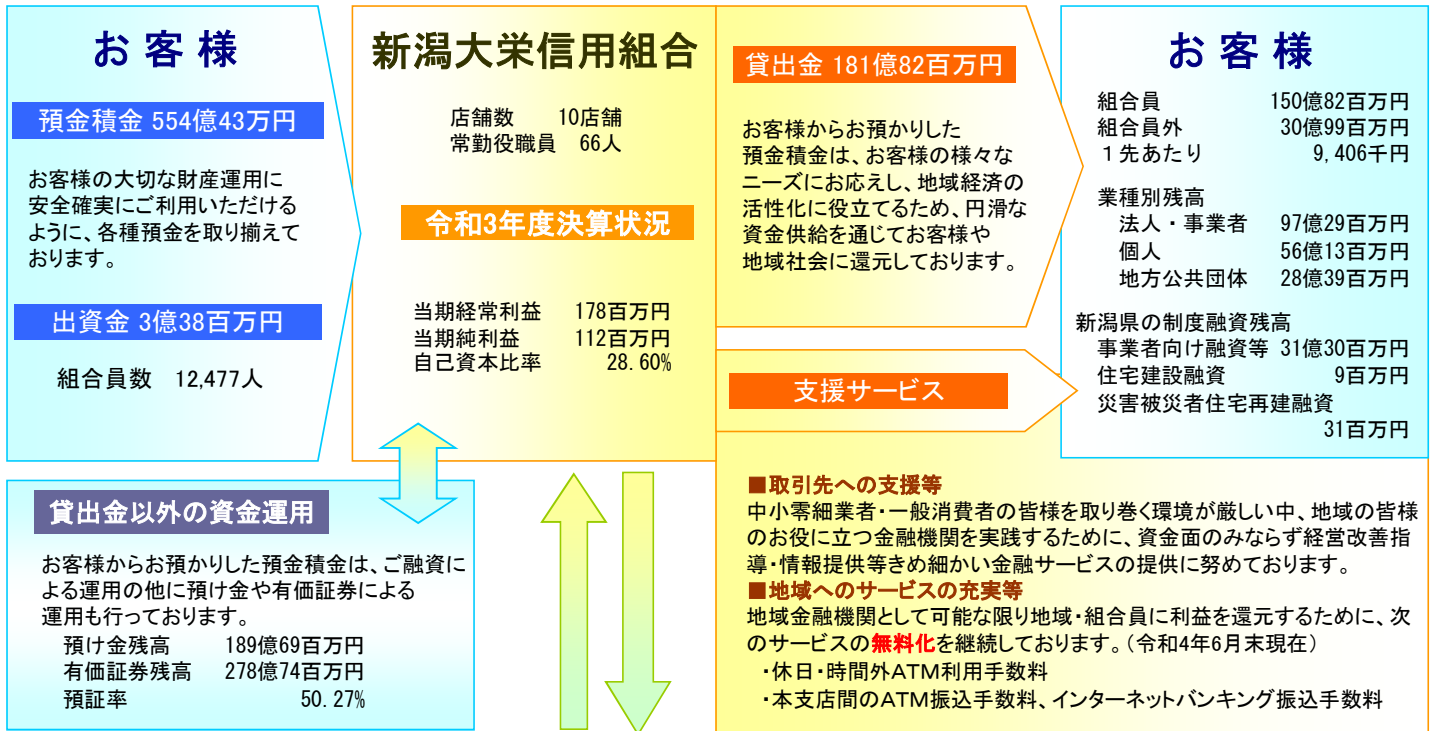 お 客 様
預金積金 554億43万円
お客様の大切な財産運用に
安全確実にご利用いただける
ように、各種預金を取り揃えて
おります。
出資金 3億38百万円
組合員数 12,477人
新潟大栄信用組合
店舗数 10店舗
常勤役職員 66人
令和3年度決算状況
当期経常利益 178百万円
当期純利益 112百万円
自己資本比率 28.60%
貸出金 181億82百万円
お客様からお預かりした
預金積金は、お客様の様々な
ニーズにお応えし、地域経済の
活性化に役立てるため、円滑な
資金供給を通じてお客様や
地域社会に還元しております。
支援サービス
お 客 様
組合員 150億82百万円
組合員外 30億99百万円
1先あたり 9,406千円
業種別残高
法人・事業者 97億29百万円
個人 56億13百万円
地方公共団体 28億39百万円
新潟県の制度融資残高
事業者向け融資等 31億30百万円
住宅建設融資 9百万円
災害被災者住宅再建融資
31百万円
貸出金以外の資金運用
お客様からお預かりした預金積金は、ご融資に
よる運用の他に預け金や有価証券による
運用も行っております。
預け金残高 189億69百万円
有価証券残高 278億74百万円
預証率 50.27%
■取引先への支援等
中小零細業者・一般消費者の皆様を取り巻く環境が厳しい中、地域の皆様
のお役に立つ金融機関を実践するために、資金面のみならず経営改善指
導・情報提供等きめ細かい金融サービスの提供に努めております。
■地域へのサービスの充実等
地域金融機関として可能な限り地域・組合員に利益を還元するために、次
のサービスの無料化を継続しております。（令和4年6月末現在）
・休日・時間外ATM利用手数料
・本支店間のATM振込手数料、インターネットバンキング振込手数料